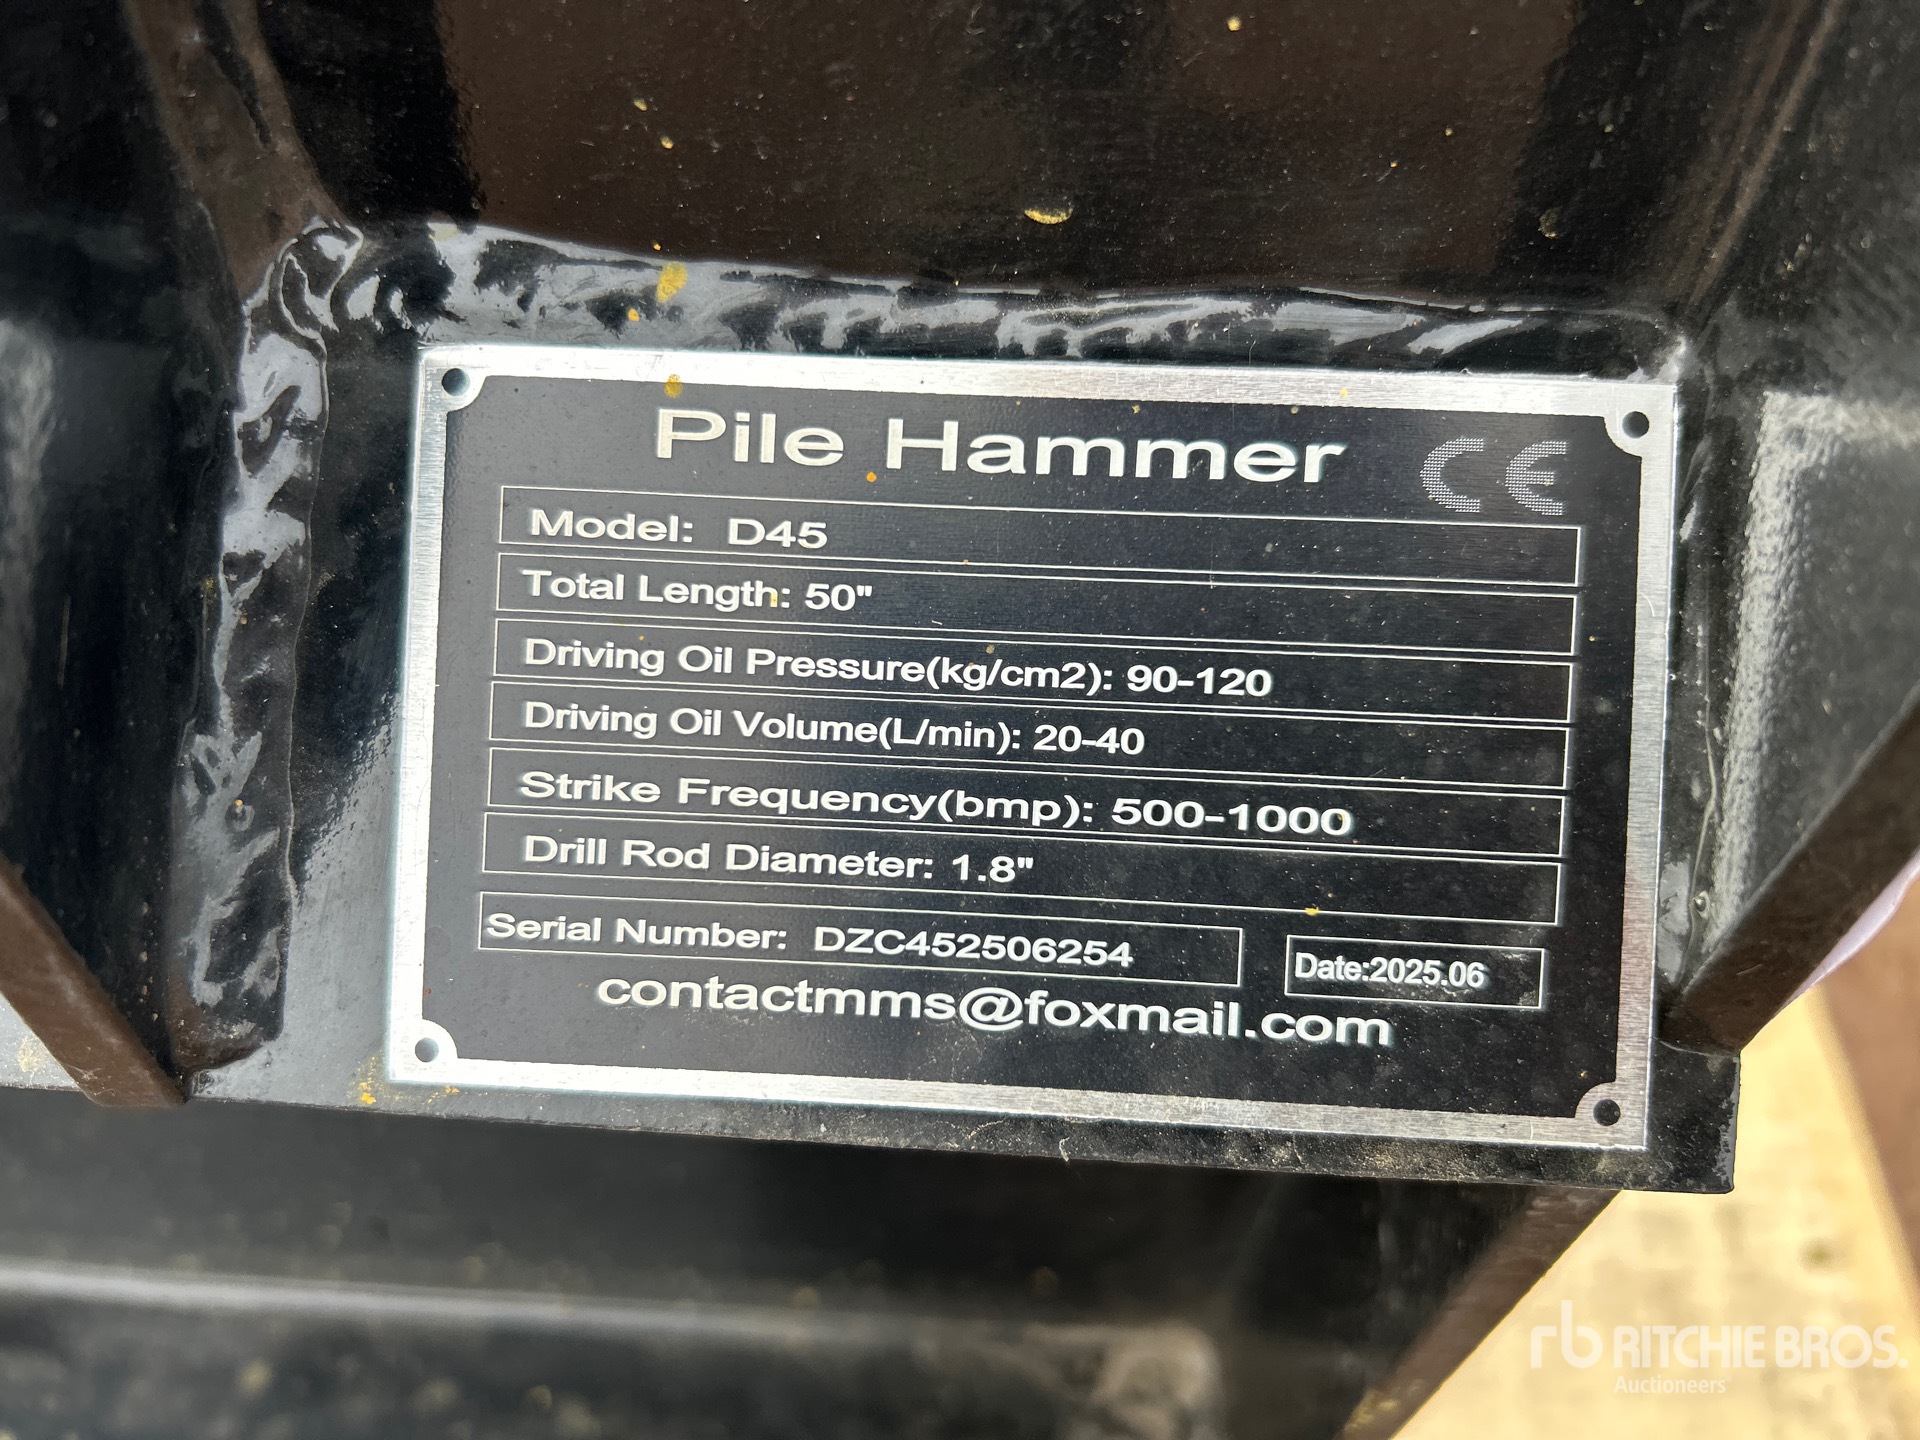 Pile Hammer
CE
Model: D45
Total Length: 50"
Driving Oil Pressure(kg/cm2): 90-120
Driving Oil Volume(L/min): 20-40
Strike Frequency(bmp): 500-1000
Drill Rod Diameter: 1.8"
Serial Number: DZC452506254
Date:2025.06
contactmms@foxmail.com
rb RITCHIE BROS.
Auctioneers